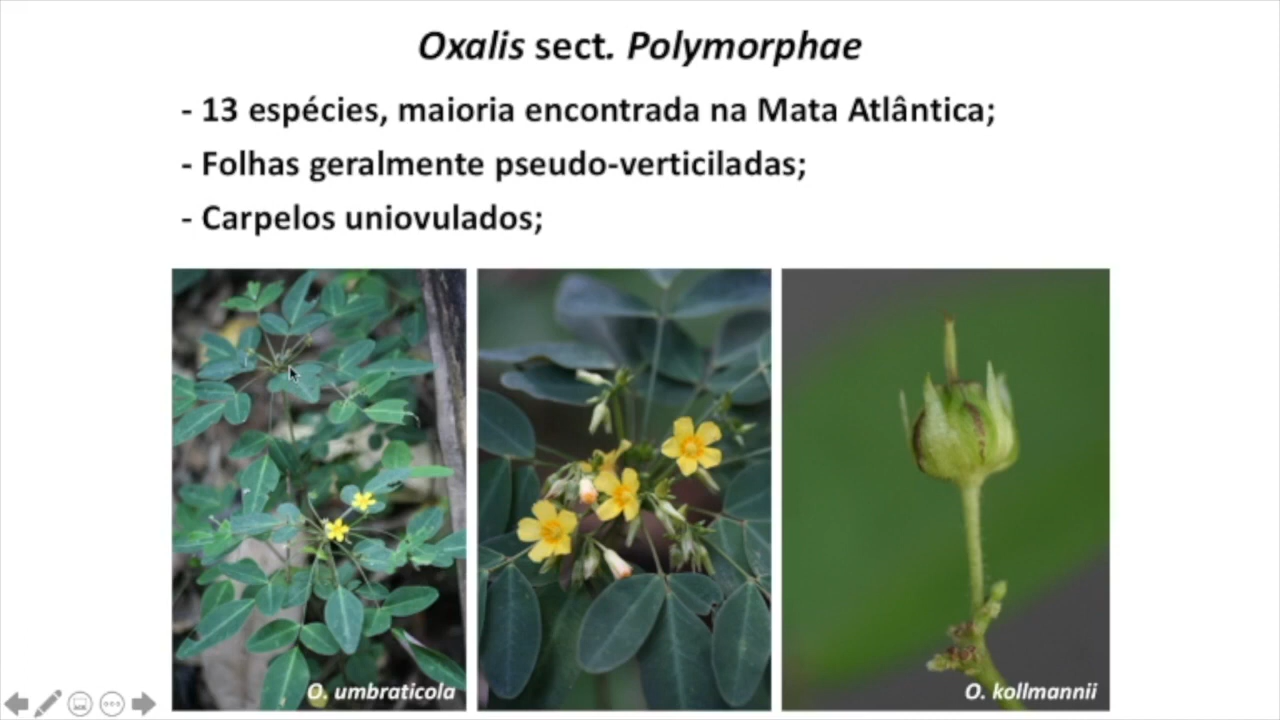 Oxalis sect. Polymorphae
- 13 espécies, maioria encontrada na Mata Atlântica;
- Folhas geralmente pseudo-verticiladas;
- Carpelos uniovulados;
O. umbraticola
O. kollmannii